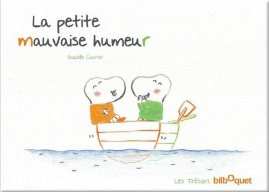 La petite
mauvaise humeur
Isabelle Carrier
Les Trésors bilbOquet